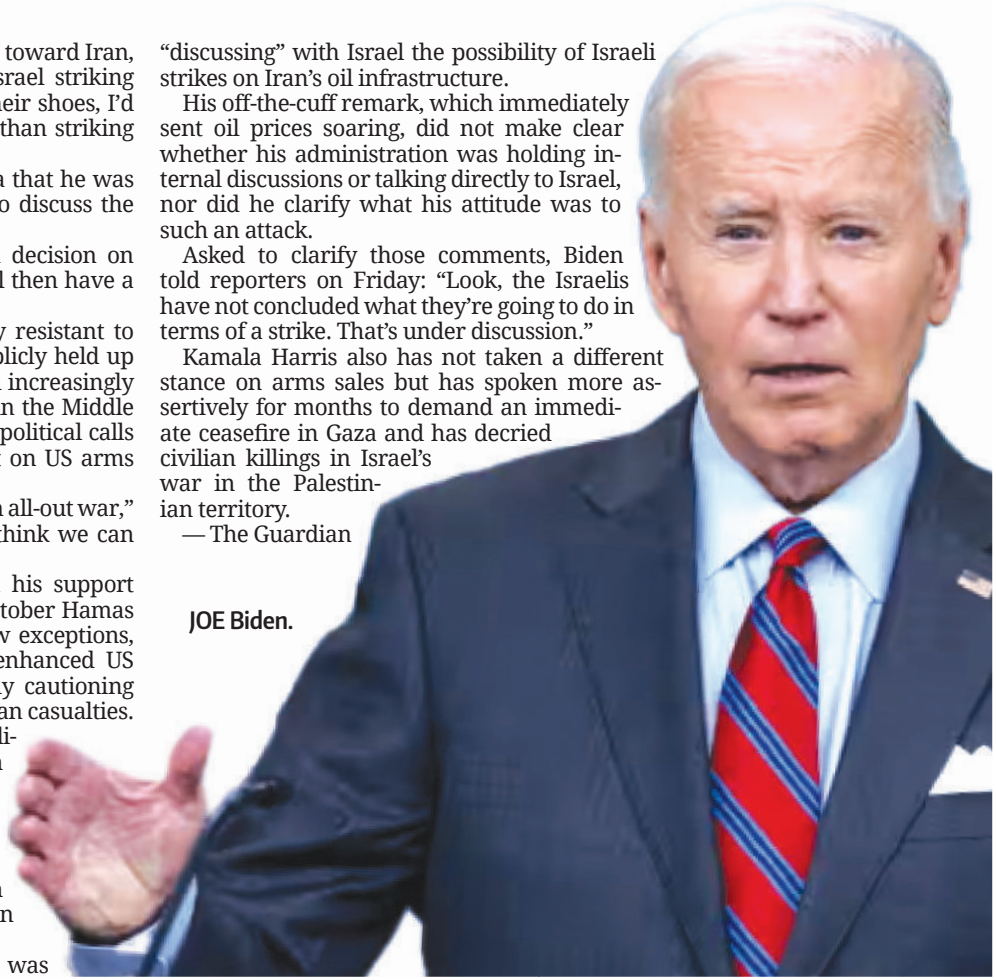 toward Iran,
srael striking
eir shoes, I'd
than striking
a that he was
o discuss the
decision on
l then have a
y resistant to
blicly held up
increasingly
n the Middle
political calls
t on US arms
n all-out war,”
think we can
his support
tober Hamas
w exceptions,
enhanced US
y cautioning
an casualties.
li-
n
n
n
was
“discussing” with Israel the possibility of Israeli
strikes on Iran’s oil infrastructure.
His off-the-cuff remark, which immediately
sent oil prices soaring, did not make clear
whether his administration was holding in-
ternal discussions or talking directly to Israel,
nor did he clarify what his attitude was to
such an attack.
Asked to clarify those comments, Biden
told reporters on Friday: “Look, the Israelis
have not concluded what they’re going to do in
terms of a strike. That’s under discussion.”
Kamala Harris also has not taken a different
stance on arms sales but has spoken more as-
sertively for months to demand an immedi-
ate ceasefire in Gaza and has decried
civilian killings in Israel’s
war in the Palestin-
ian territory.
— The Guardian
JOE Biden.